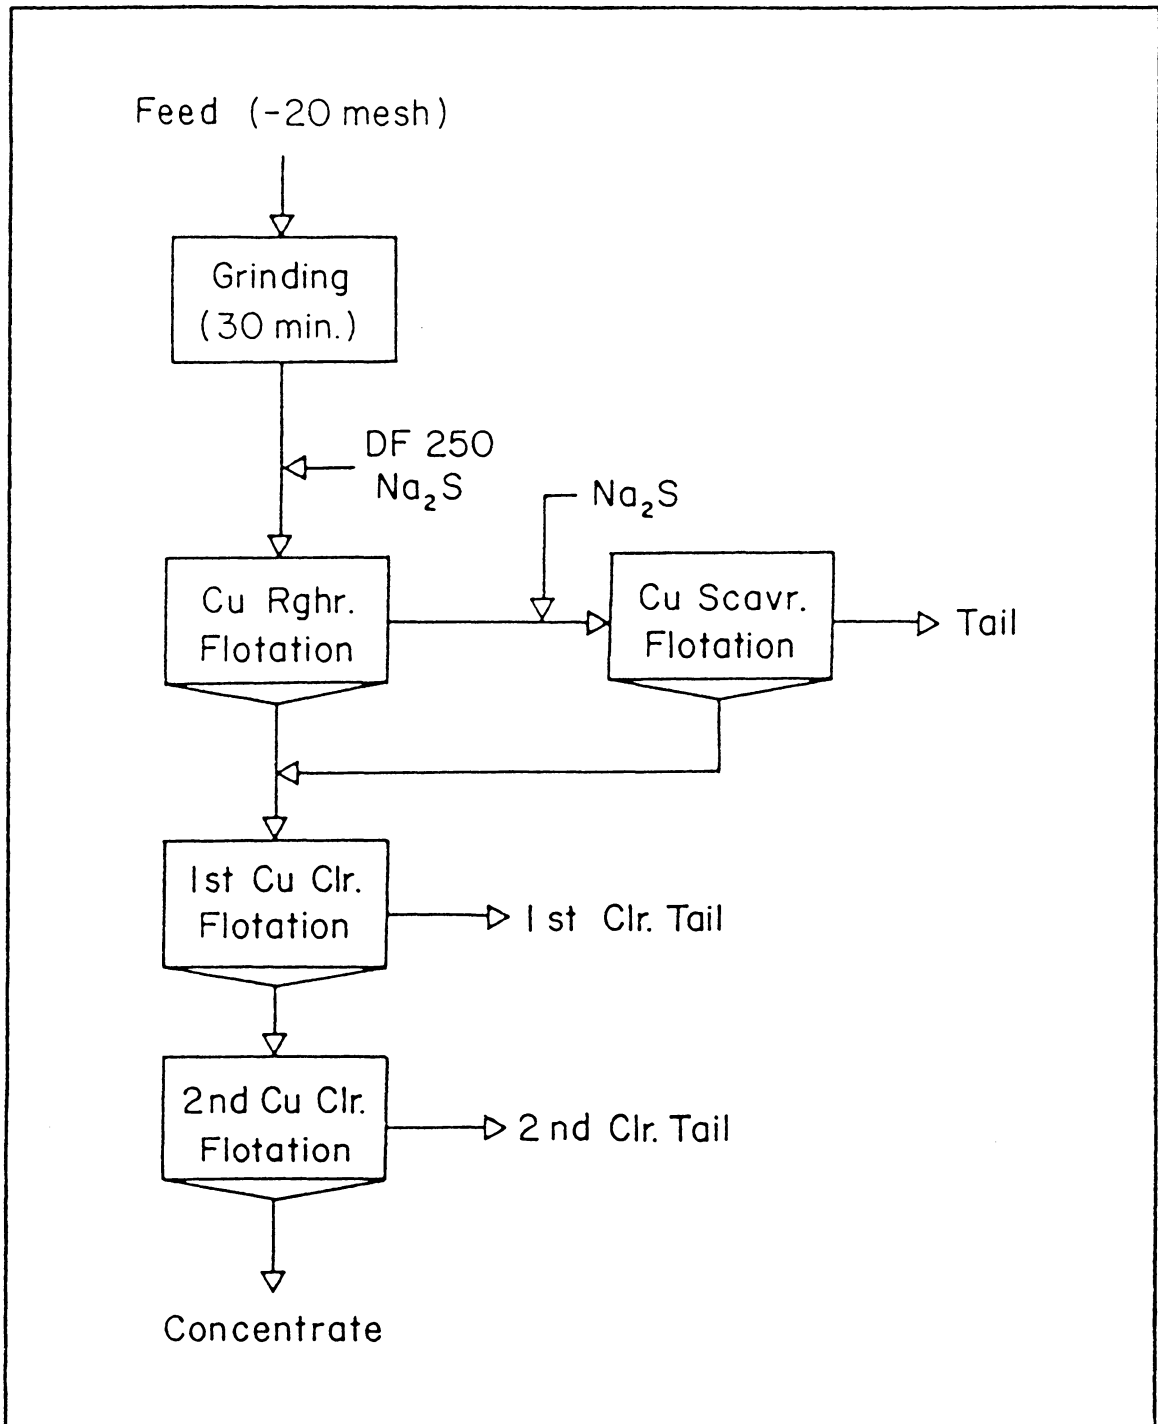 Feed (-20 mesh)
Grinding
(30 min.)
DF 250
Na₂S
Na₂S
Cu Rghr.
Flotation
Cu Scavr.
Flotation
Tail
1st Cu Clr.
Flotation
1st Clr. Tail
2nd Cu Clr.
Flotation
2nd Clr. Tail
Concentrate